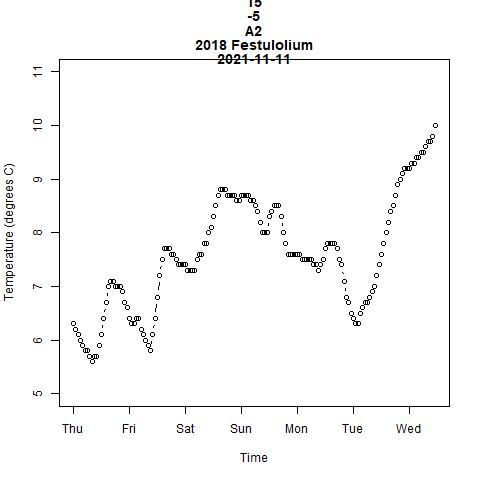 15
-5
A2
2018 Festulolium
2021-11-11
Temperature (degrees C)
11
10
9
8
7
6
5
Thu Fri Sat Sun Mon Tue Wed
Time